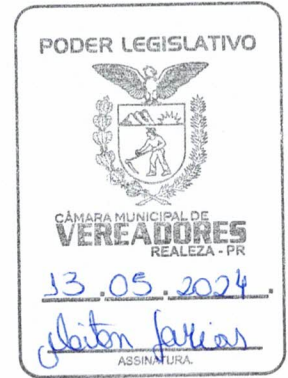 PODER LEGISLATIVO
CÂMARA MUNICIPAL DE
VEREADORES
REALEZA - PR
13.05.2024.
Farias
ASSINATURA.